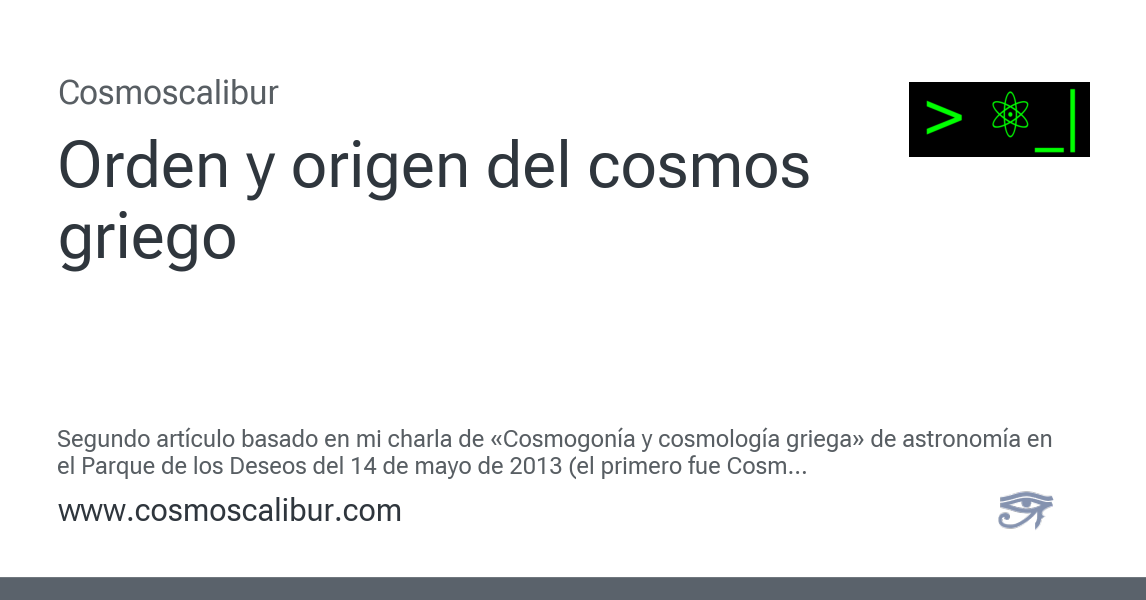 Cosmoscalibur
> ⚛ _|
Orden y origen del cosmos
griego
Segundo artículo basado en mi charla de «Cosmogonía y cosmología griega» de astronomía en
el Parque de los Deseos del 14 de mayo de 2013 (el primero fue Cosm...
www.cosmoscalibur.com